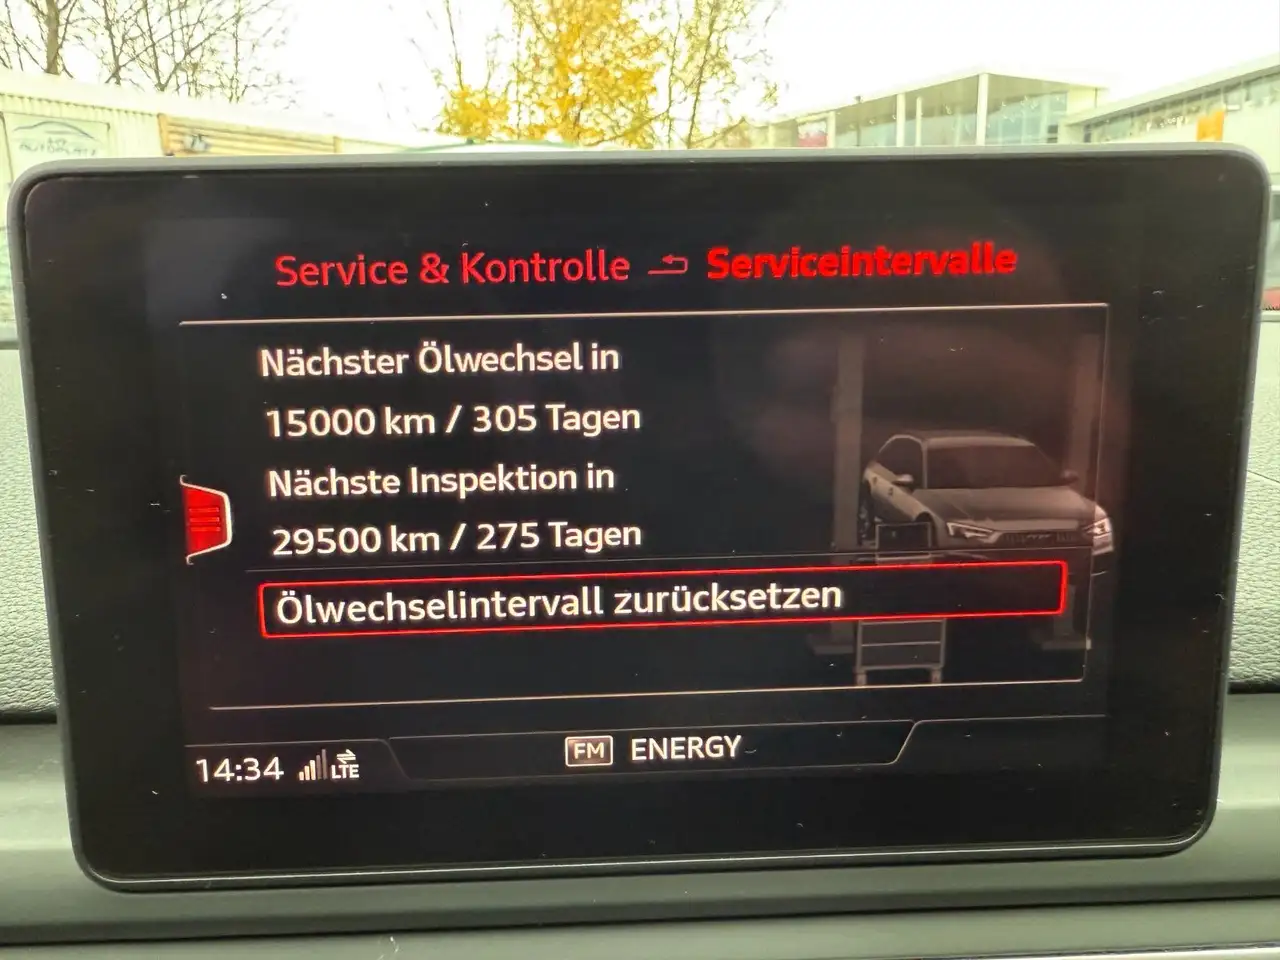 Service & Kontrolle Serviceintervalle
Nächster Ölwechsel in
15000 km / 305 Tagen
Nächste Inspektion in
29500 km / 275 Tagen
Ölwechselintervall zurücksetzen
14:34 LTE FM ENERGY